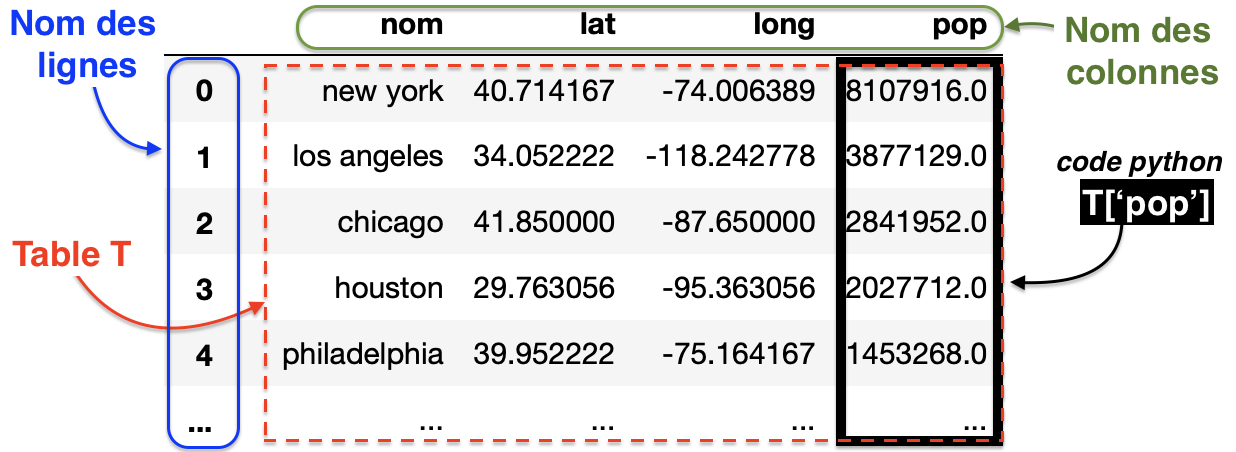 Nom des
lignes
nom lat long pop
Nom des
colonnes
0 new york 40.714167 -74.006389 8107916.0
1 los angeles 34.052222 -118.242778 3877129.0
code python
T[‘pop’]
2 chicago 41.850000 -87.650000 2841952.0
Table T
3 houston 29.763056 -95.363056 2027712.0
4 philadelphia 39.952222 -75.164167 1453268.0
... ... ... ... ...